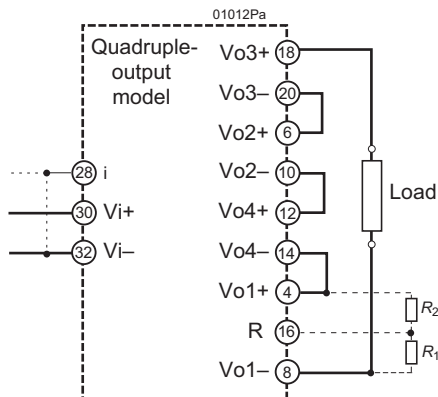 01012Pa
Quadruple-
output
model
Vo3+ 18
Vo3– 20
Vo2+ 6
28 i
Vo2– 10
30 Vi+
Vo4+ 12
Load
32 Vi–
Vo4– 14
Vo1+ 4
R2
R 16
R1
Vo1– 8